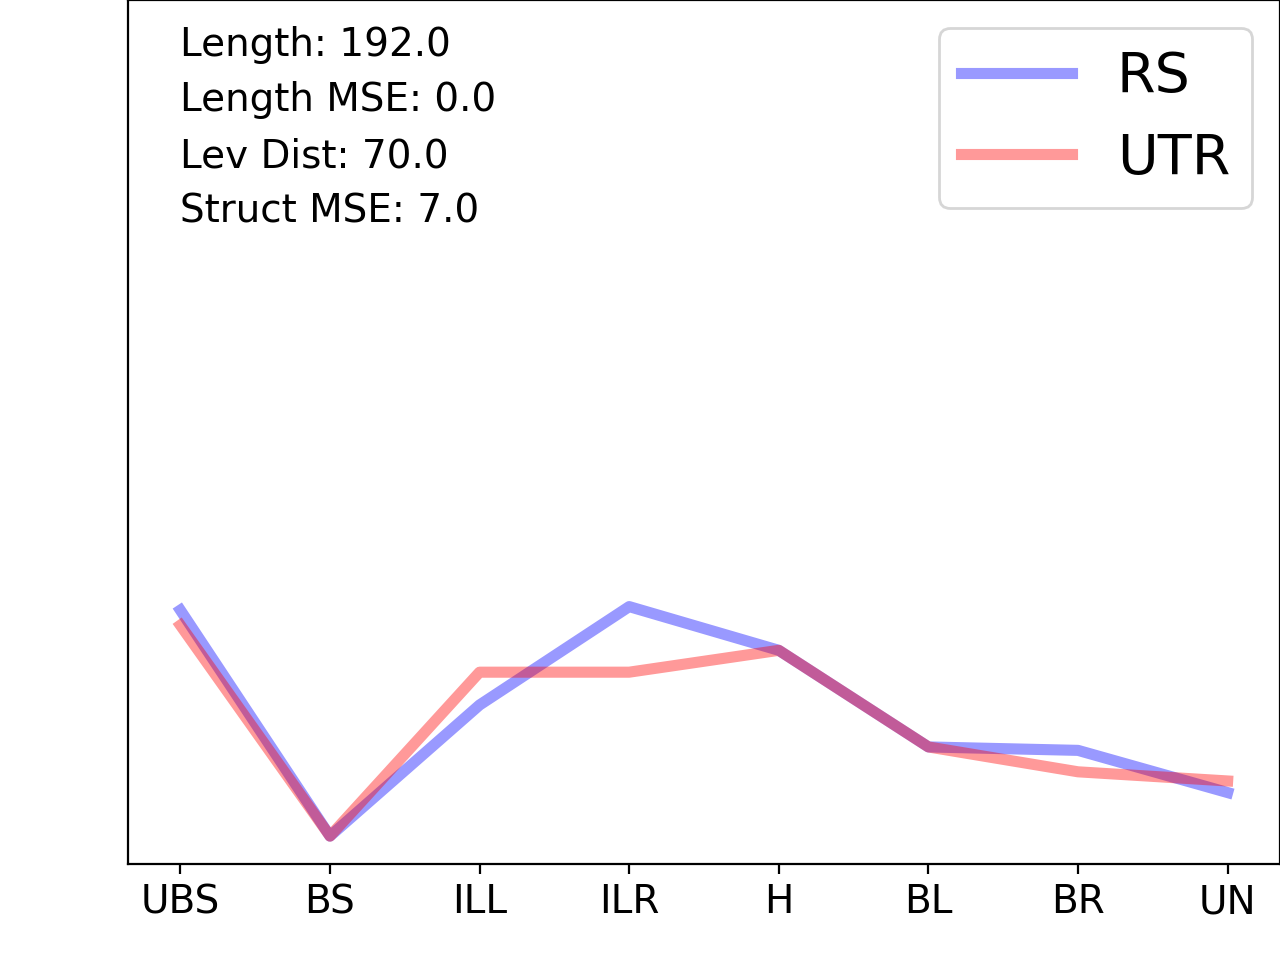 Length: 192.0
Length MSE: 0.0
Lev Dist: 70.0
Struct MSE: 7.0
RS
UTR
UBS BS ILL ILR H BL BR UN